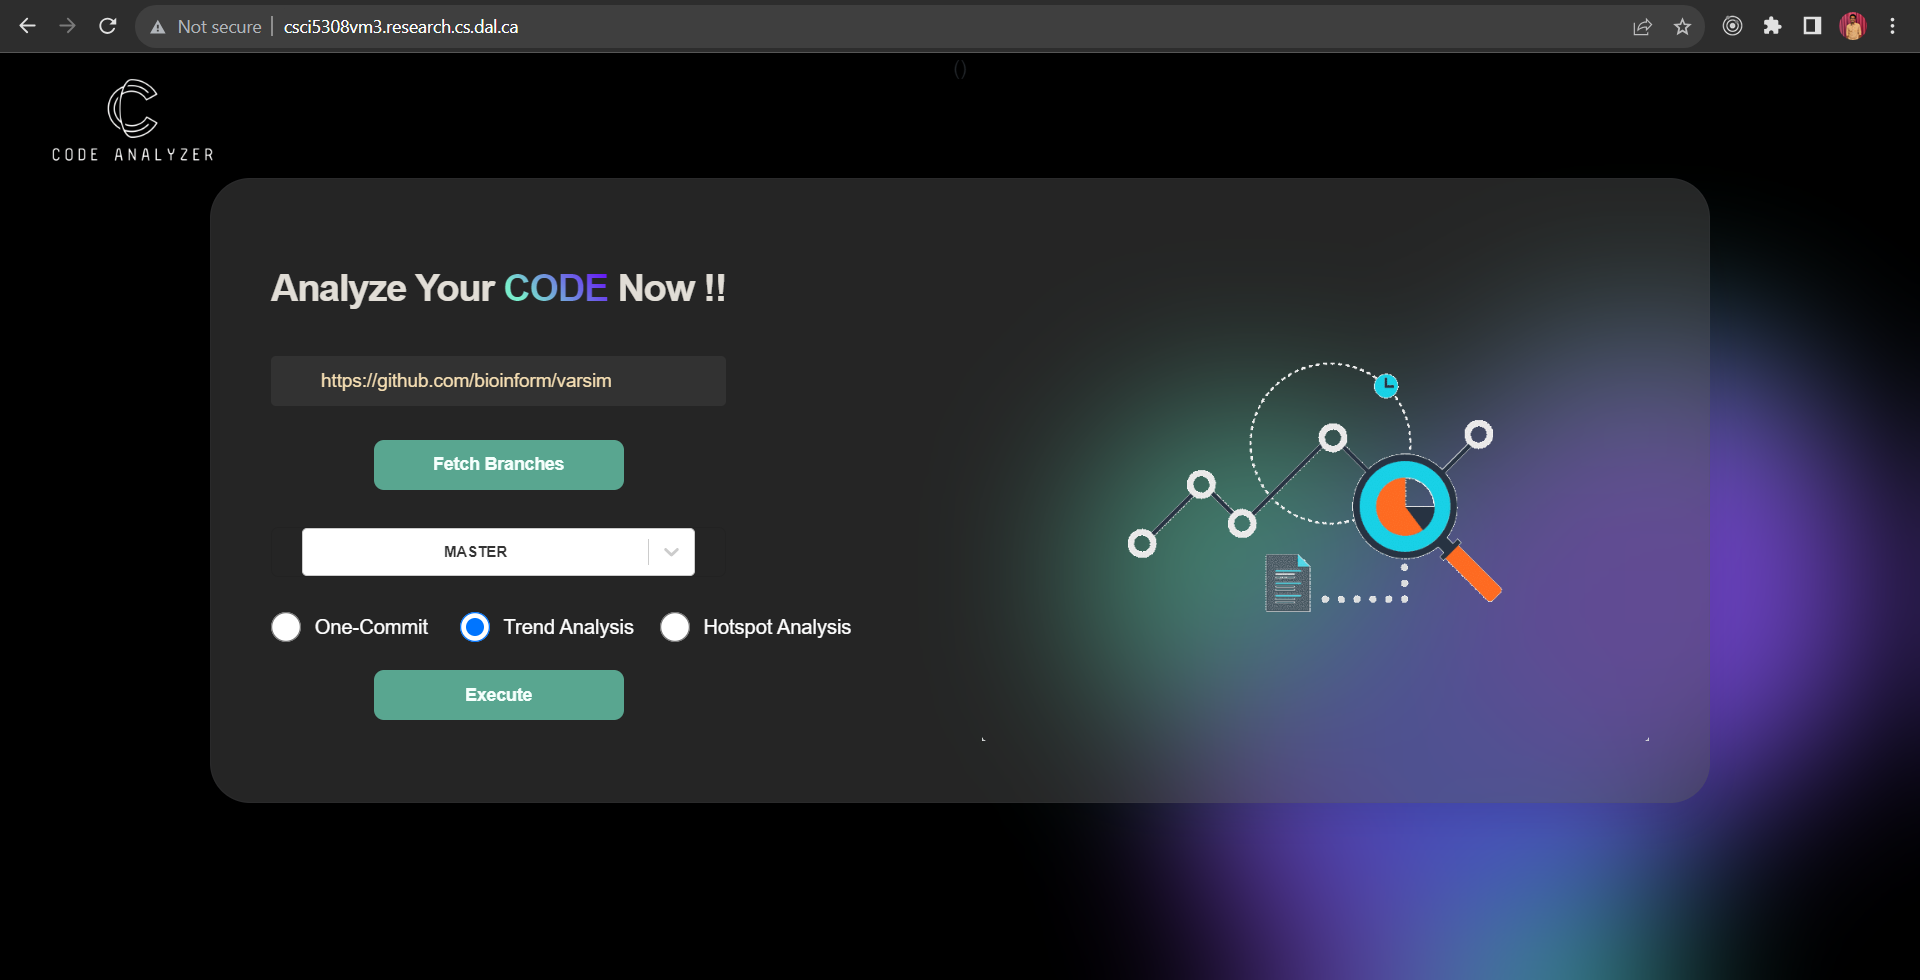 Not secure | csci5308vm3.research.cs.dal.ca
()
CODE ANALYZER
Analyze Your CODE Now !!
https://github.com/bioinform/varsim
Fetch Branches
MASTER
One-Commit Trend Analysis Hotspot Analysis
Execute